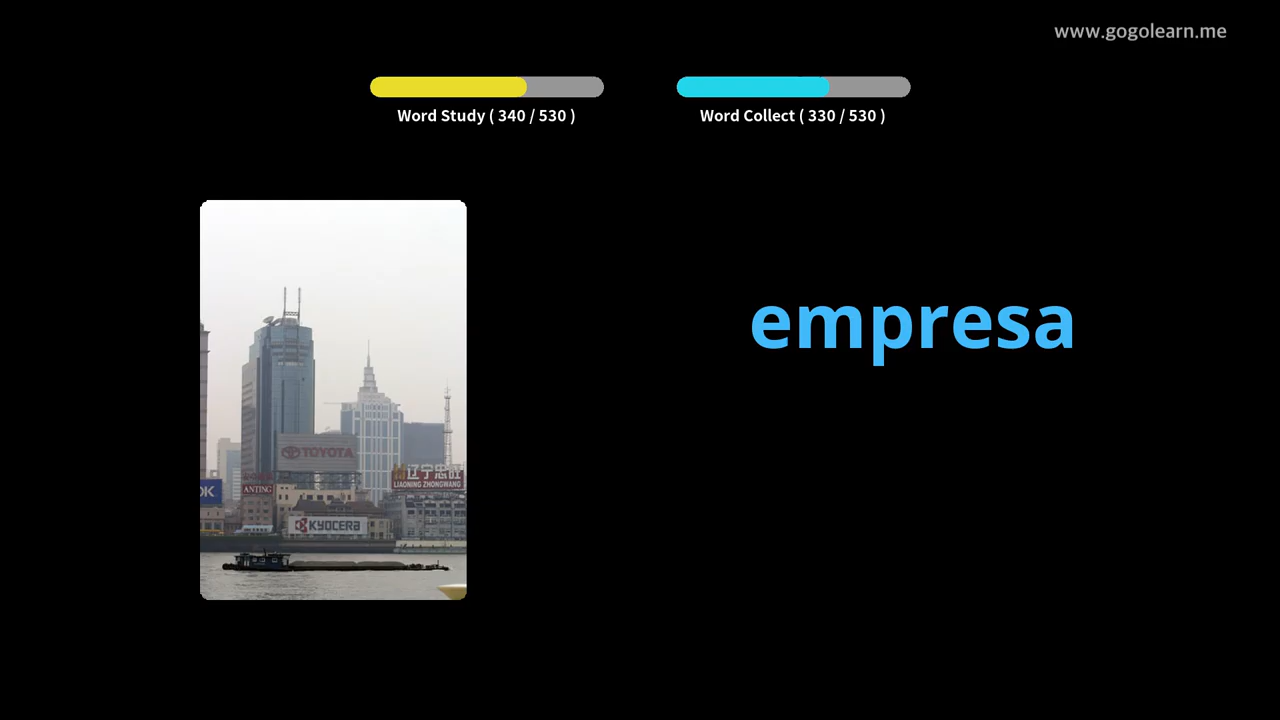 www.gogolearn.me
Word Study ( 340 / 530 )
Word Collect ( 330 / 530 )
empresa
TOYOTA
辽宁忠旺
LIAONING ZHONGWANG
ANTING
OK
KYOCERA